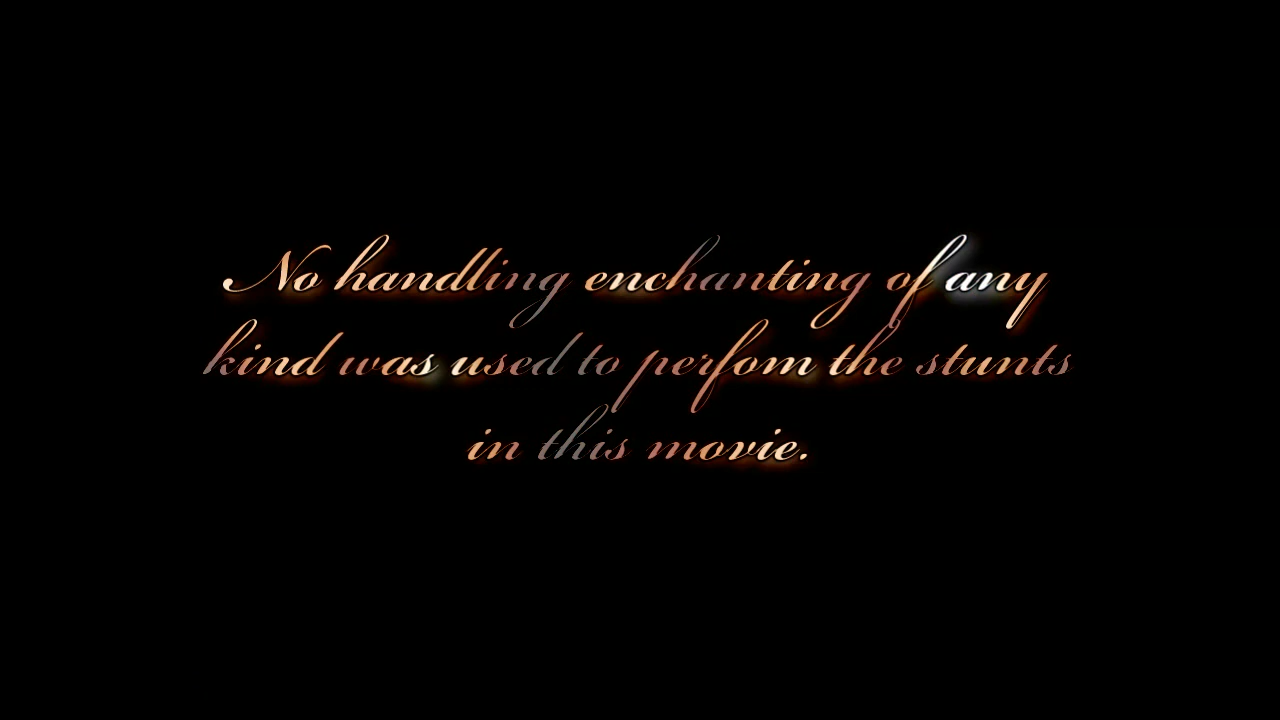 No handling enchanting of any
kind was used to perfom the stunts
in this movie.